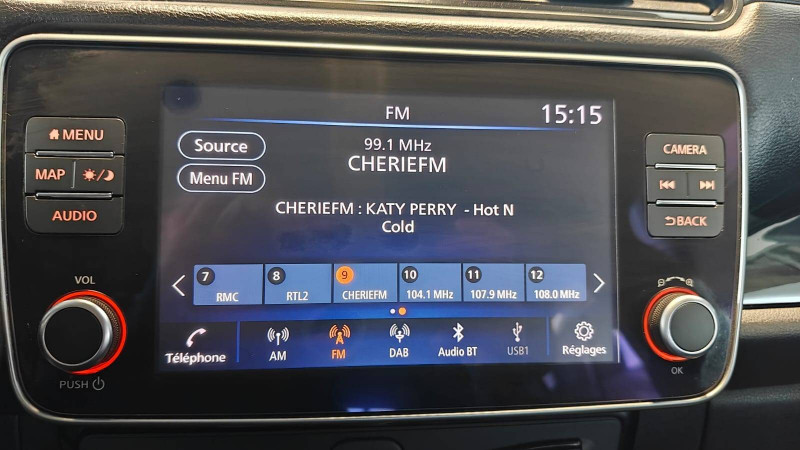 FM
15:15
MENU
MAP
AUDIO
Source
Menu FM
99.1 MHz
CHERIEFM
CHERIEFM : KATY PERRY - Hot N
Cold
CAMERA
BACK
VOL
PUSH
7
RMC
8
RTL2
9
CHERIEFM
10
104.1 MHz
11
107.9 MHz
12
108.0 MHz
Téléphone
AM
FM
DAB
Audio BT
USB1
Réglages
OK